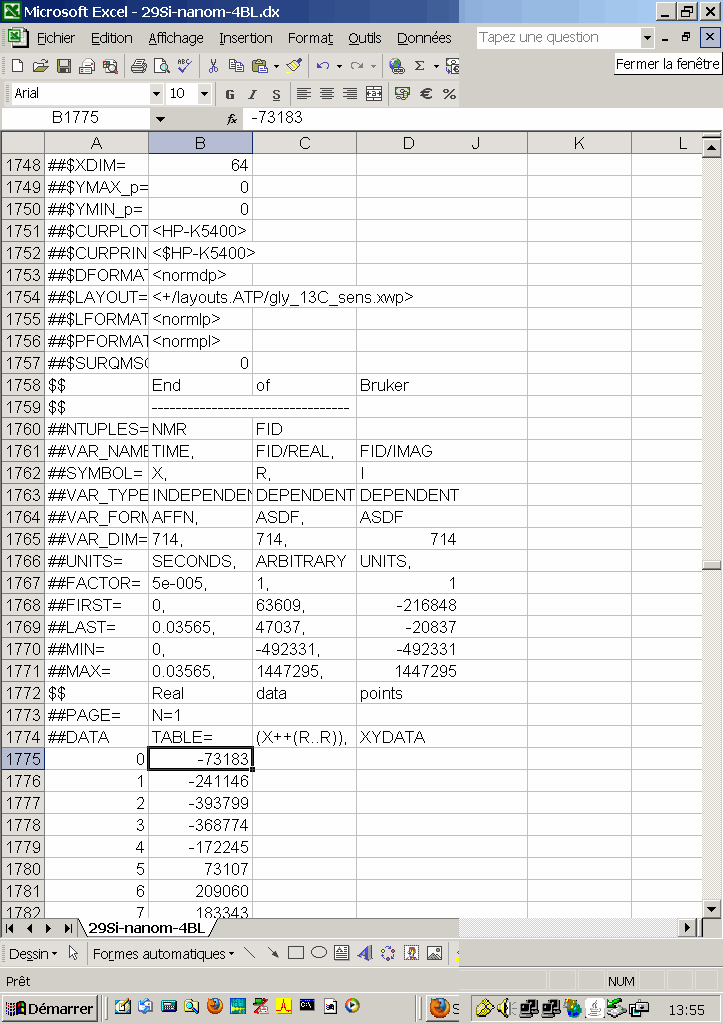 Microsoft Excel - 29Si-nanom-4BL.dx
Fichier Edition Affichage Insertion Format Outils Données Tapez une question
Fermer la fenêtre
Arial 10 G I S € %
B1775 fx -73183
A B C D J K L
1748 ##$XDIM= 64
1749 ##$YMAX_p= 0
1750 ##$YMIN_p= 0
1751 ##$CURPLOT <HP-K5400>
1752 ##$CURPRIN <$HP-K5400>
1753 ##$DFORMAT <normdp>
1754 ##$LAYOUT= <+/layouts.ATP/gly_13C_sens.xwp>
1755 ##$LFORMAT <normlp>
1756 ##$PFORMAT <normpl>
1757 ##$SURQMSG 0
1758 $$ End of Bruker
1759 $$ ---------------------------------
1760 ##NTUPLES= NMR FID
1761 ##VAR_NAME TIME, FID/REAL, FID/IMAG
1762 ##SYMBOL= X, R, I
1763 ##VAR_TYPE INDEPENDEN DEPENDENT DEPENDENT
1764 ##VAR_FORM AFFN, ASDF, ASDF
1765 ##VAR_DIM= 714, 714, 714
1766 ##UNITS= SECONDS, ARBITRARY UNITS,
1767 ##FACTOR= 5e-005, 1, 1
1768 ##FIRST= 0, 63609, -216848
1769 ##LAST= 0.03565, 47037, -20837
1770 ##MIN= 0, -492331, -492331
1771 ##MAX= 0.03565, 1447295, 1447295
1772 $$ Real data points
1773 ##PAGE= N=1
1774 ##DATA TABLE= (X++(R..R)), XYDATA
1775 0 -73183
1776 1 -241146
1777 2 -393799
1778 3 -368774
1779 4 -172245
1780 5 73107
1781 6 209060
1782 7 183343
29Si-nanom-4BL
Dessin Formes automatiques
Prêt NUM
Démarrer S 13:55